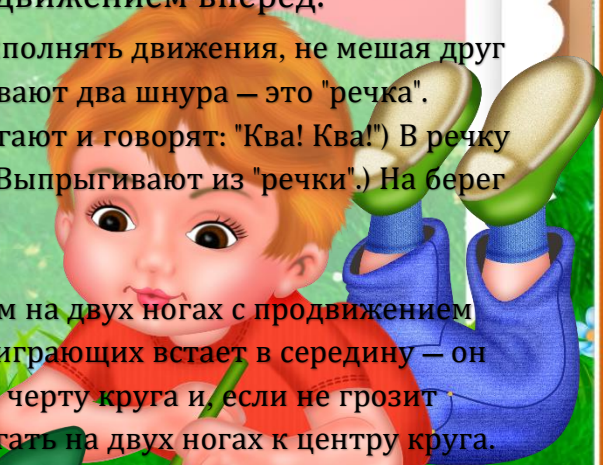 движением вперед.
полнять движения, не мешая друг
вают два шнура — это "речка".
гают и говорят: "Ква! Ква!") В речку
Выпрыгивают из "речки".) На берег
м на двух ногах с продвижением
играющих встает в середину — он
черту круга и, если не грозит
гать на двух ногах к центру круга.